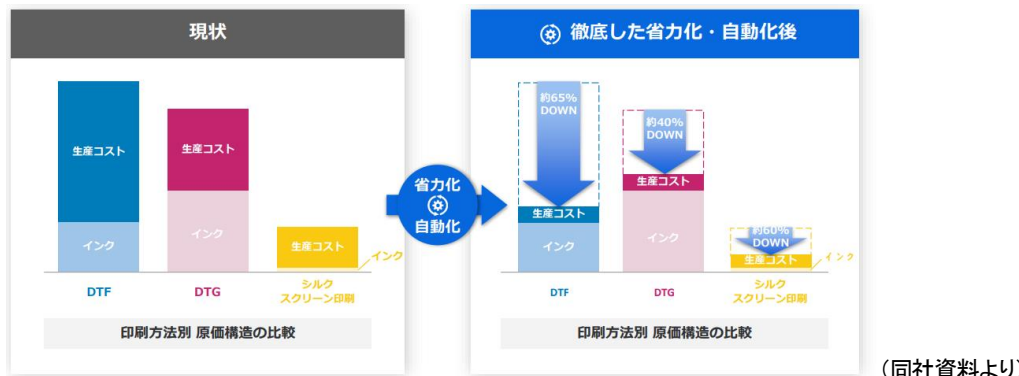 現状
生産コスト
インク
生産コスト
インク
生産コスト
インク
DTF
DTG
シルク
スクリーン印刷
印刷方法別 原価構造の比較
省力化
自動化
徹底した省力化・自動化後
約65%
DOWN
生産コスト
インク
約40%
DOWN
生産コスト
インク
約60%
DOWN
生産コスト
インク
DTF
DTG
シルク
スクリーン印刷
印刷方法別 原価構造の比較
（同社資料より）